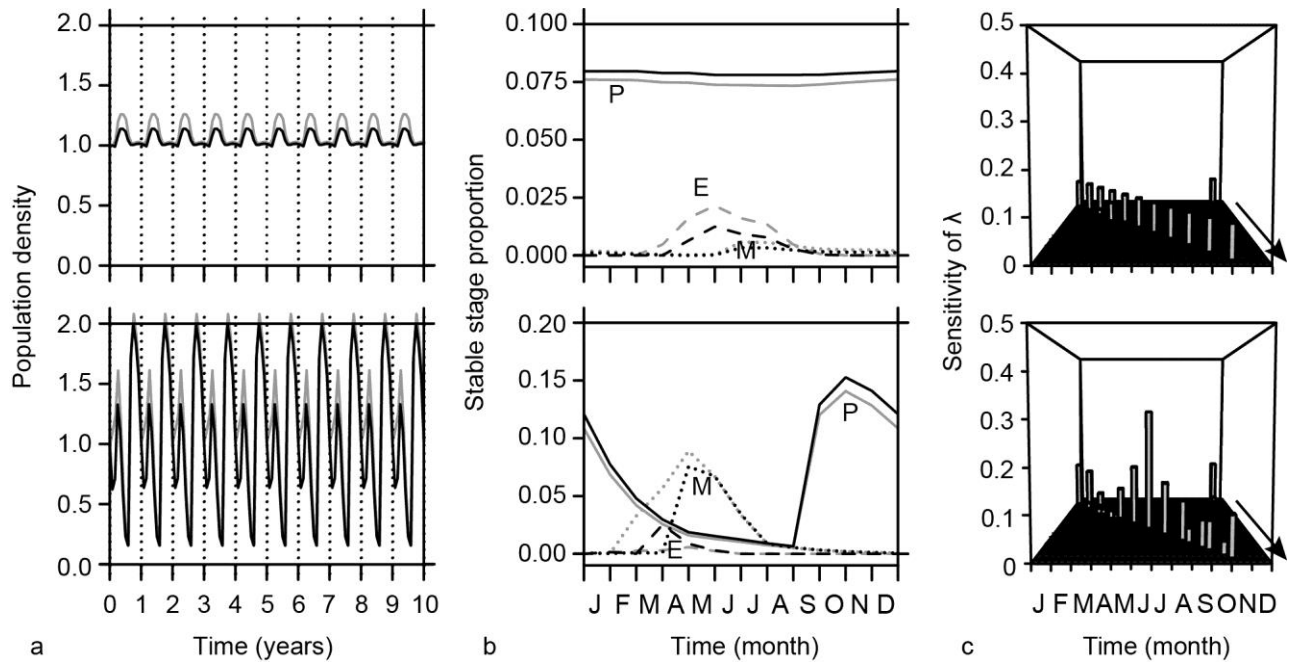 Population density
2.0
1.5
1.0
0.5
0.0
2.0
1.5
1.0
0.5
0.0
0 1 2 3 4 5 6 7 8 9 10
Time (years)
a
Stable stage proportion
0.100
0.075
0.050
0.025
0.000
P
E
M
0.20
0.15
0.10
0.05
0.00
P
M
E
J F M A M J J A S O N D
Time (month)
b
Sensitivity of λ
0.5
0.4
0.3
0.2
0.1
0
0.5
0.4
0.3
0.2
0.1
0
J F M A M J J A S O N D
Time (month)
c